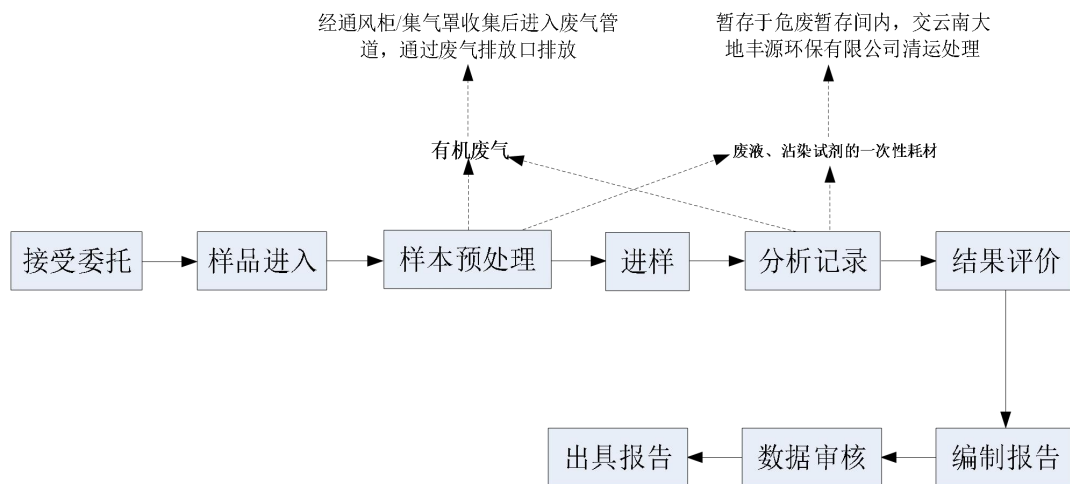 经通风柜/集气罩收集后进入废气管
道，通过废气排放口排放
暂存于危废暂存间内，交云南大
地丰源环保有限公司清运处理
有机废气
废液、沾染试剂的一次性耗材
接受委托
样品进入
样本预处理
进样
分析记录
结果评价
编制报告
数据审核
出具报告